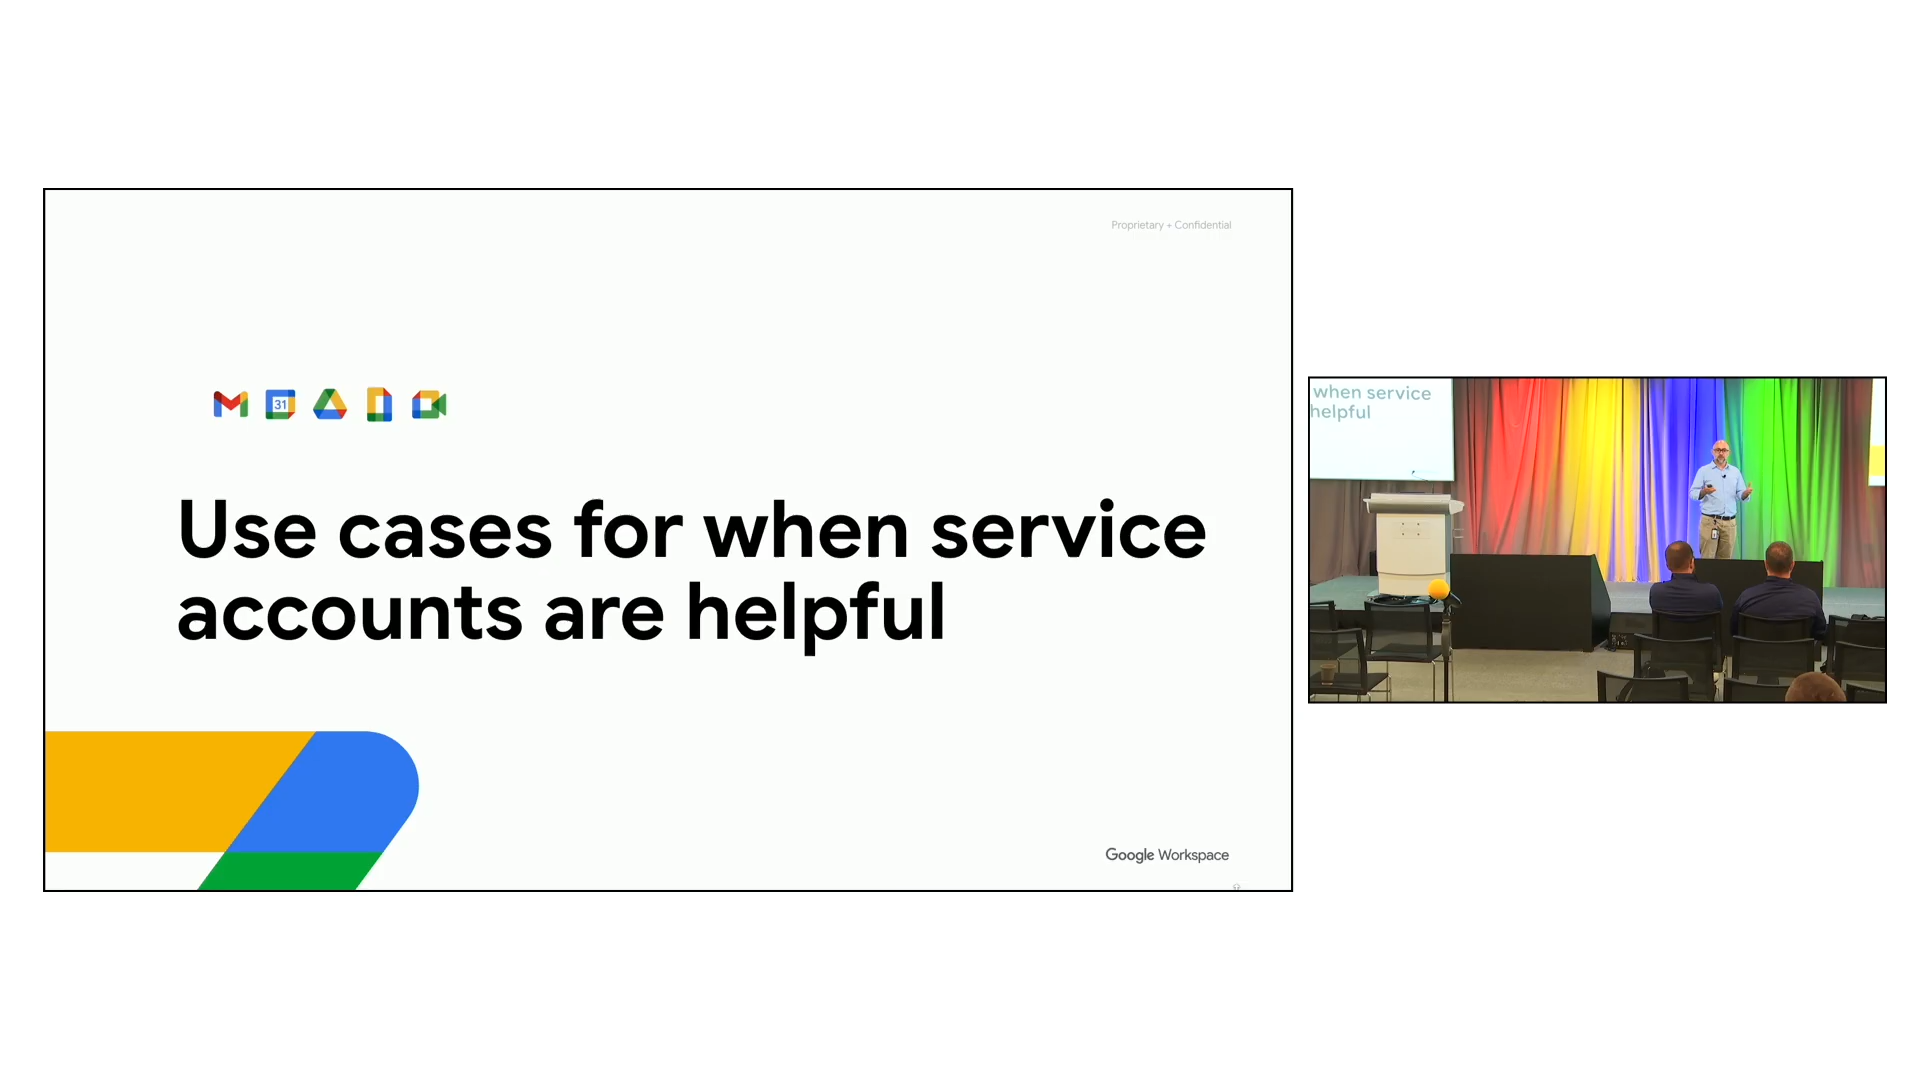 Proprietary + Confidential
31
Use cases for when service
accounts are helpful
Google Workspace
when service
helpful